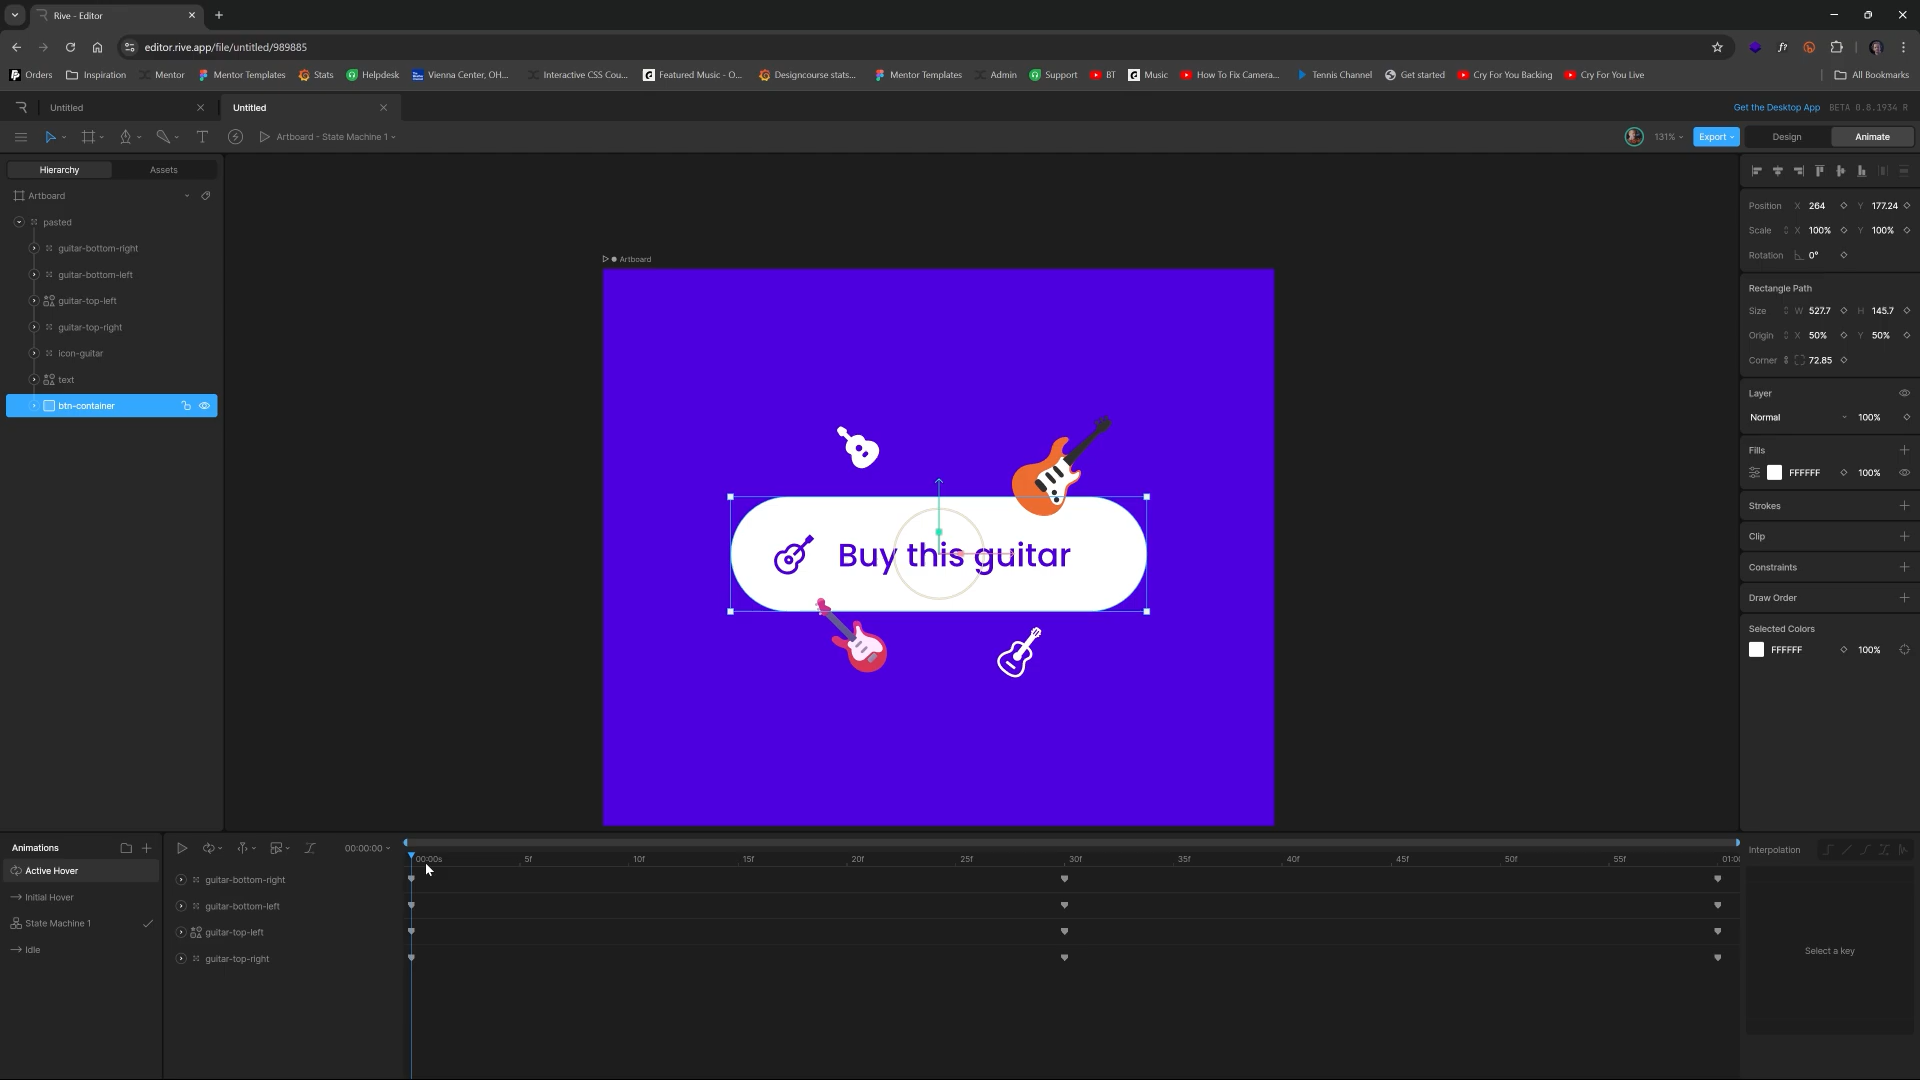 Rive - Editor
editor.rive.app/file/untitled/989885
Orders Inspiration Mentor Mentor Templates Stats Helpdesk Vienna Center, OH... Interactive CSS Cou... Featured Music - O... Designcourse stats... Mentor Templates Admin Support BT Music How To Fix Camera... Tennis Channel Get started Cry For You Backing Cry For You Live All Bookmarks
Untitled Untitled Get the Desktop App BETA 0.8.1934 R
Artboard - State Machine 1 131% Export Design Animate
Hierarchy Assets
Artboard
pasted
guitar-bottom-right
guitar-bottom-left
guitar-top-left
guitar-top-right
icon-guitar
text
btn-container
Artboard
Buy this guitar
Position X 264 Y 177.24
Scale X 100% Y 100%
Rotation 0°
Rectangle Path
Size W 527.7 H 145.7
Origin X 50% Y 50%
Corner 72.85
Layer
Normal 100%
Fills
FFFFFF 100%
Strokes
Clip
Constraints
Draw Order
Selected Colors
FFFFFF 100%
Animations
Active Hover
Initial Hover
State Machine 1
Idle
00:00:00
00:00s 5f 10f 15f 20f 25f 30f 35f 40f 45f 50f 55f 01:00
guitar-bottom-right
guitar-bottom-left
guitar-top-left
guitar-top-right
Interpolation
Select a key